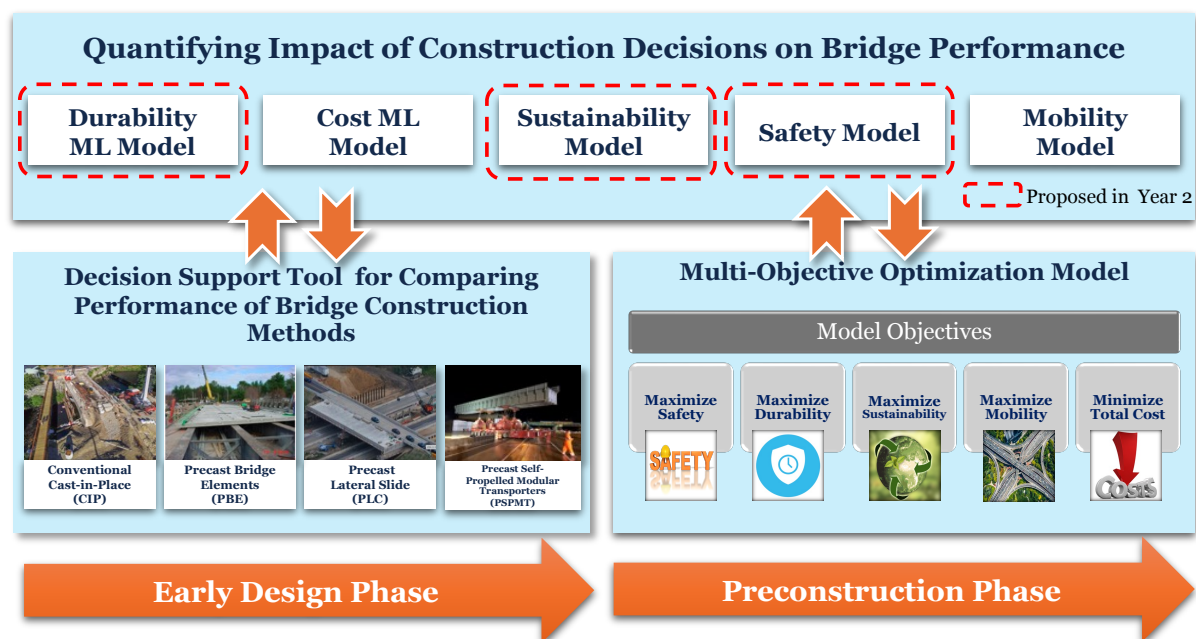 Quantifying Impact of Construction Decisions on Bridge Performance
Durability
ML Model
Cost ML
Model
Sustainability
Model
Safety Model
Mobility
Model
Proposed in Year 2
Decision Support Tool for Comparing
Performance of Bridge Construction
Methods
Conventional
Cast-in-Place
(CIP)
Precast Bridge
Elements
(PBE)
Precast
Lateral Slide
(PLC)
Precast Self-
Propelled Modular
Transporters
(PSPMT)
Multi-Objective Optimization Model
Model Objectives
Maximize
Safety
Maximize
Durability
Maximize
Sustainability
Maximize
Mobility
Minimize
Total Cost
SAFETY
COSTS
Early Design Phase
Preconstruction Phase